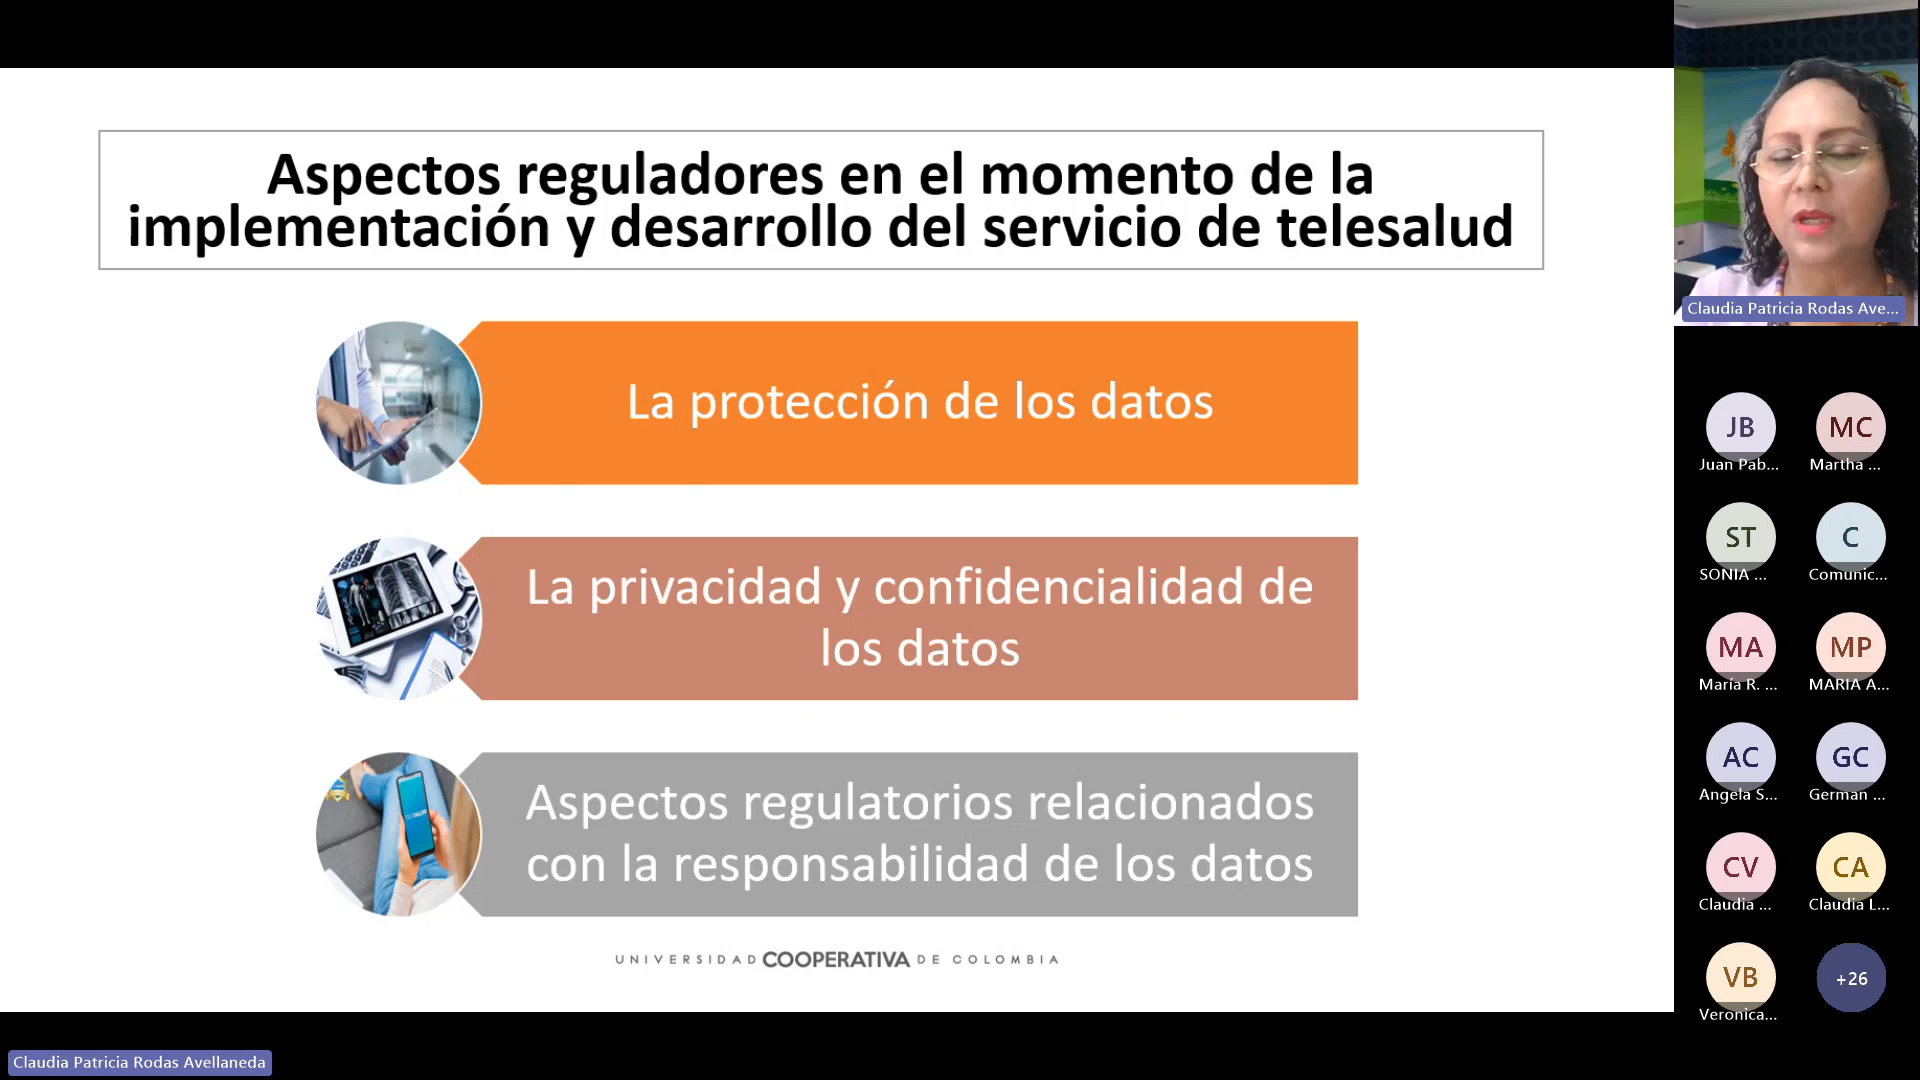 Aspectos reguladores en el momento de la
implementación y desarrollo del servicio de telesalud
La protección de los datos
La privacidad y confidencialidad de
los datos
Aspectos regulatorios relacionados
con la responsabilidad de los datos
UNIVERSIDAD COOPERATIVA DE COLOMBIA
Claudia Patricia Rodas Avellaneda
Claudia Patricia Rodas Ave...
JB
MC
Juan Pab...
Martha ...
ST
C
SONIA ...
Comunic...
MA
MP
María R. ...
MARIA A...
AC
GC
Angela S...
German ...
CV
CA
Claudia ...
Claudia L...
VB
+26
Veronica...